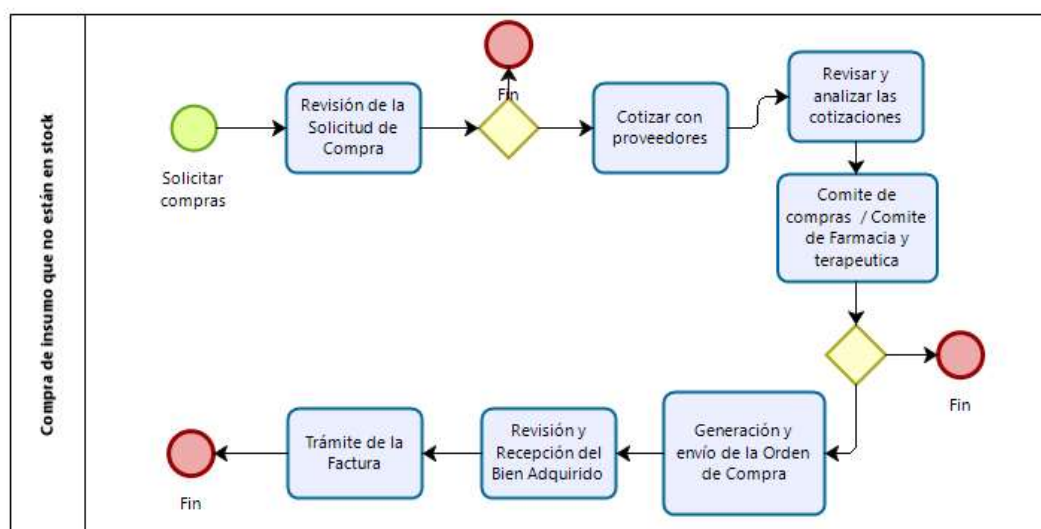 Compra de insumo que no están en stock
Solicitar
compras
Revisión de la
Solicitud de
Compra
Fin
Cotizar con
proveedores
Revisar y
analizar las
cotizaciones
Comite de
compras / Comite
de Farmacia y
terapeutica
Fin
Generación y
envío de la Orden
de Compra
Revisión y
Recepción del
Bien Adquirido
Trámite de la
Factura
Fin